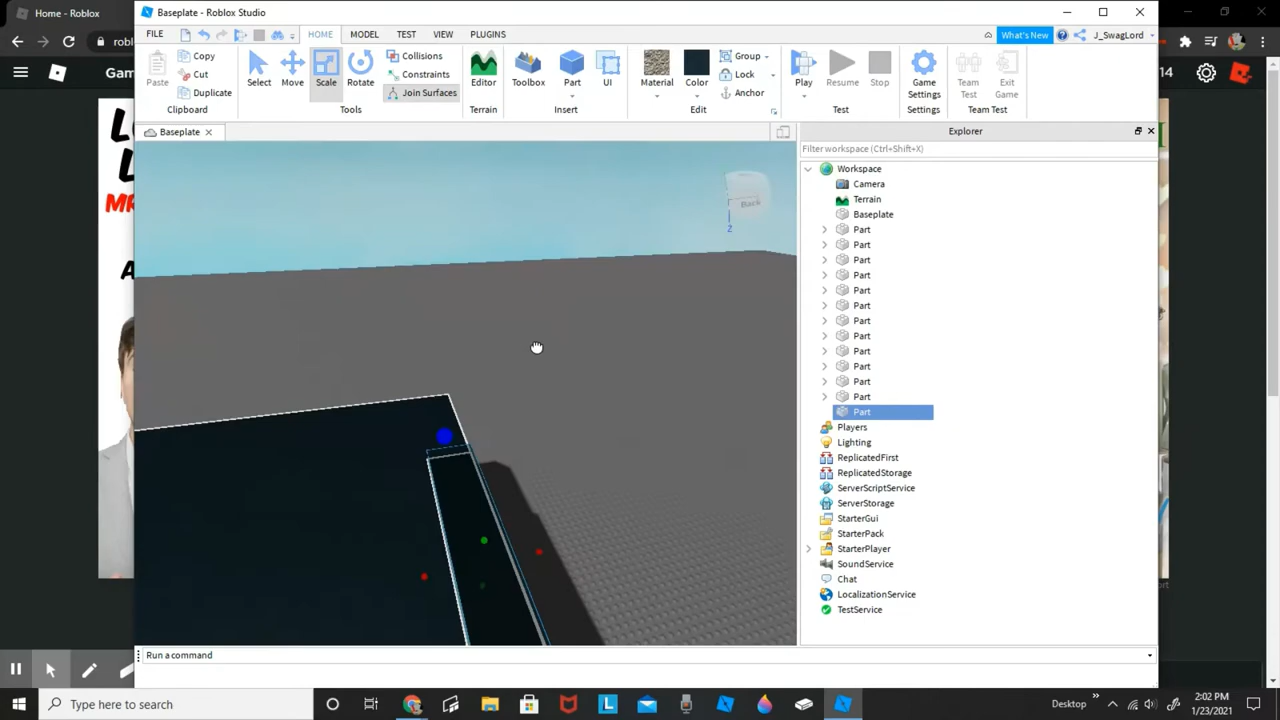 Home - Roblox
Baseplate - Roblox Studio
FILE HOME MODEL TEST VIEW PLUGINS What's New J_SwagLord
robl
Gam
14
Paste Copy Cut Duplicate Clipboard
Select Move Scale Rotate Collisions Constraints Join Surfaces Tools
Editor Terrain
Toolbox Part UI Insert
Material Color Group Lock Anchor Edit
Play Resume Stop Test
Game Settings Settings
Team Test Exit Game Team Test
Baseplate
Explorer
Filter workspace (Ctrl+Shift+X)
Workspace
Camera
Terrain
Baseplate
Part
Part
Part
Part
Part
Part
Part
Part
Part
Part
Part
Part
Part
Players
Lighting
ReplicatedFirst
ReplicatedStorage
ServerScriptService
ServerStorage
StarterGui
StarterPack
StarterPlayer
SoundService
Chat
LocalizationService
TestService
Back
Z
Run a command
Type here to search
Desktop
2:02 PM
1/23/2021